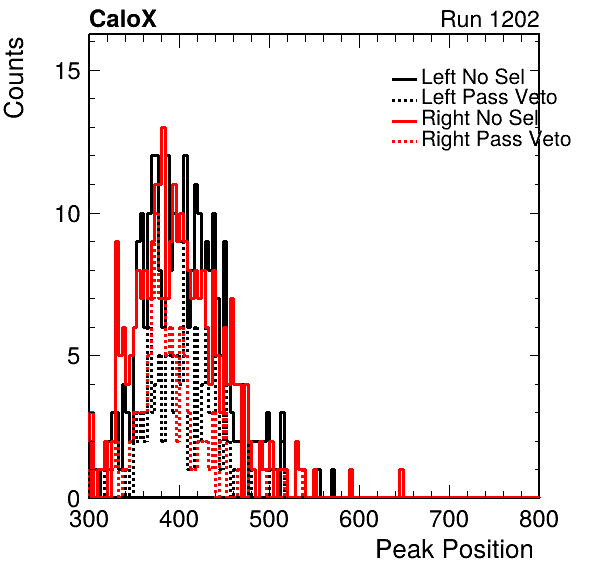 CaloX Run 1202
Counts
15
10
5
0
Left No Sel
Left Pass Veto
Right No Sel
Right Pass Veto
300 400 500 600 700 800
Peak Position